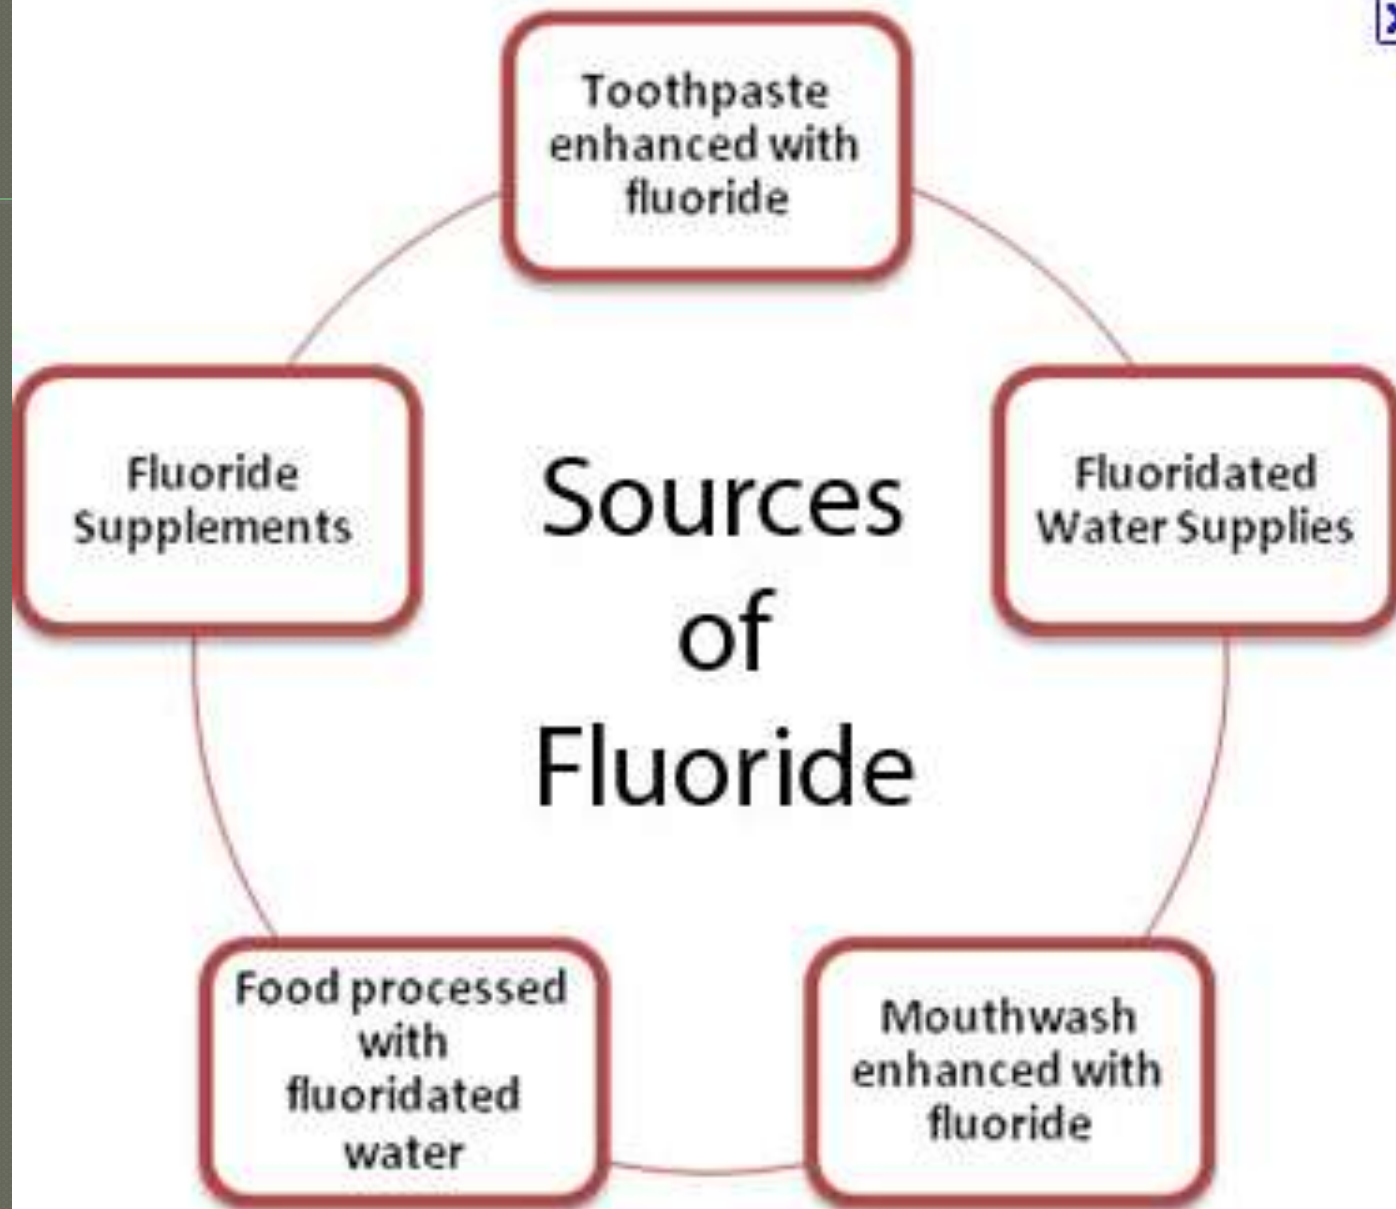 Toothpaste
enhanced with
fluoride
Fluoridated
Water Supplies
Mouthwash
enhanced with
fluoride
Food processed
with
fluoridated
water
Fluoride
Supplements
Sources
of
Fluoride